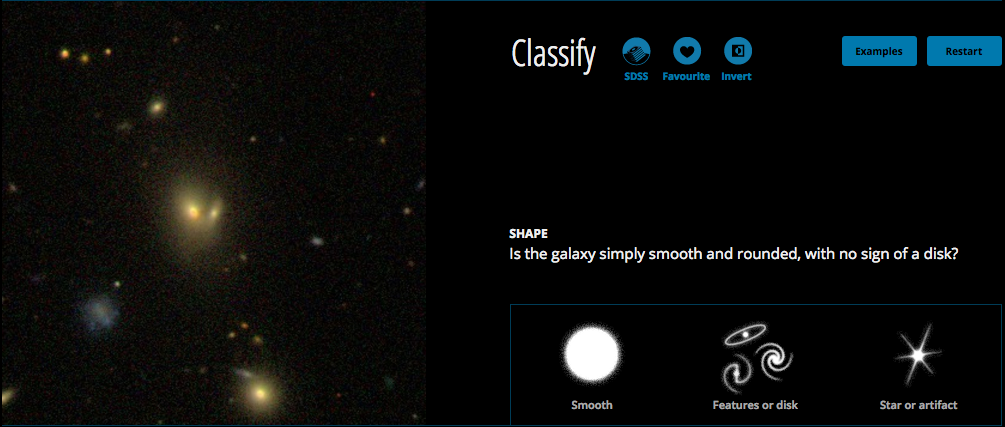 Classify
SDSS
Favourite
Invert
Examples
Restart
SHAPE
Is the galaxy simply smooth and rounded, with no sign of a disk?
Smooth
Features or disk
Star or artifact